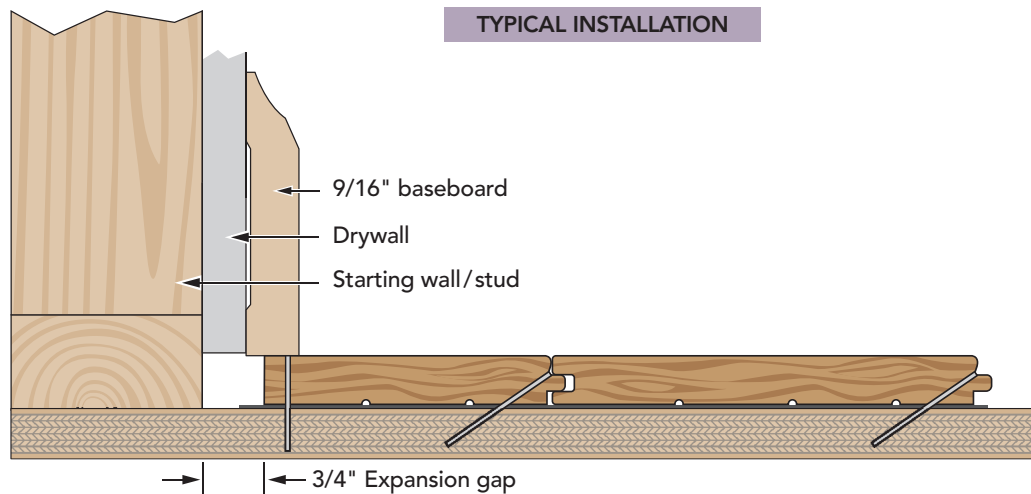 TYPICAL INSTALLATION
9/16" baseboard
Drywall
Starting wall/stud
3/4" Expansion gap